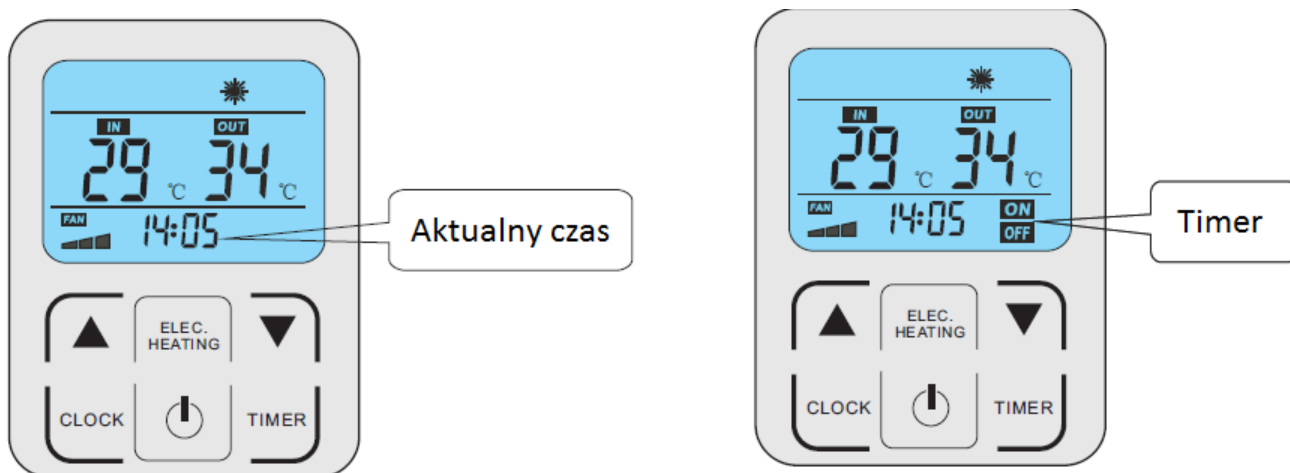 IN OUT
29 °C 34 °C
FAN
14:05
Aktualny czas
ELEC.
HEATING
CLOCK TIMER
IN OUT
29 °C 34 °C
FAN ON
14:05
OFF
Timer
ELEC.
HEATING
CLOCK TIMER